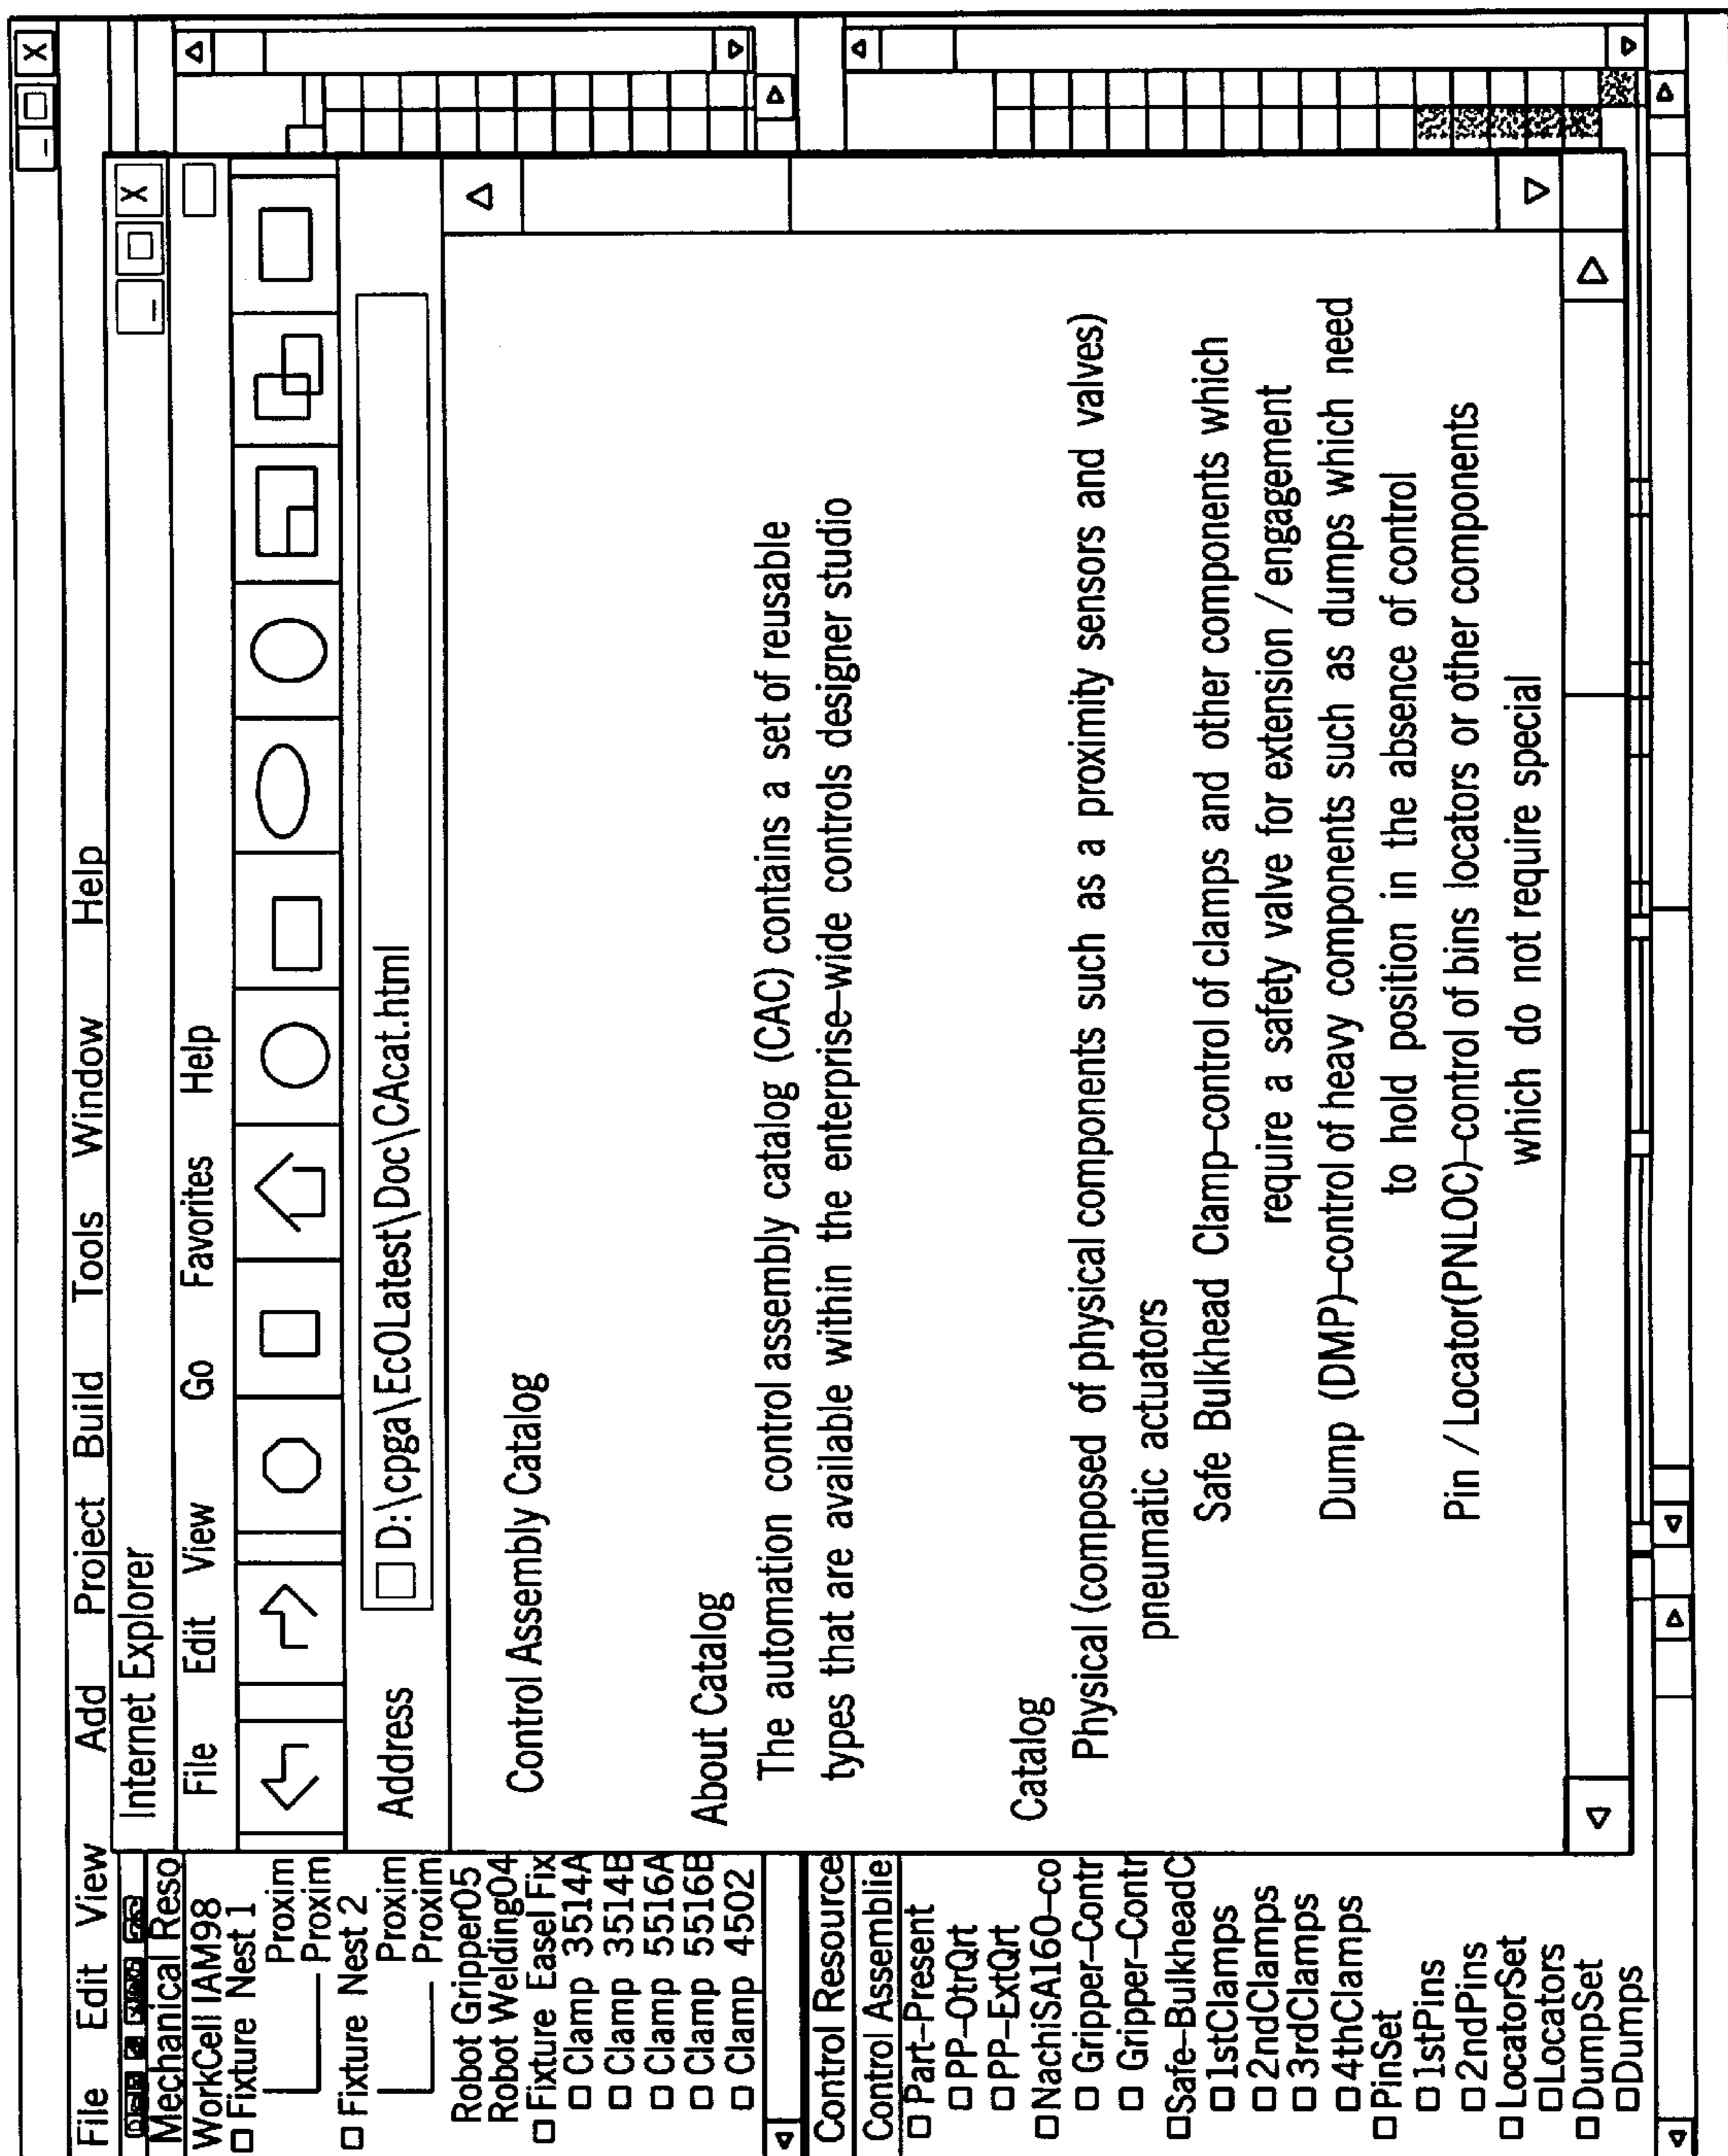 File Edit View Add Project Build Tools Window Help
Mechanical Reso
WorkCell IAM98
Fixture Nest 1
Proxim
Proxim
Fixture Nest 2
Proxim
Proxim
Robot Gripper05
Robot Welding04
Fixture Easel Fix
Clamp 3514A
Clamp 3514B
Clamp 5516A
Clamp 5516B
Clamp 4502
Control Resource
Control Assemblie
Part-Present
PP-OtrQrt
PP-ExtQrt
NachiSA160-co
Gripper-Contr
Gripper-Contr
Safe-BulkheadC
1stClamps
2ndClamps
3rdClamps
4thClamps
PinSet
1stPins
2ndPins
LocatorSet
Locators
DumpSet
Dumps
Internet Explorer
File Edit View Go Favorites Help
Address D:\cpga\EcOLatest\Doc\CAcat.html
Control Assembly Catalog
About Catalog
The automation control assembly catalog (CAC) contains a set of reusable
types that are available within the enterprise-wide controls designer studio
Catalog
Physical (composed of physical components such as a proximity sensors and valves)
pneumatic actuators
Safe Bulkhead Clamp-control of clamps and other components which
require a safety valve for extension / engagement
Dump (DMP)-control of heavy components such as dumps which need
to hold position in the absence of control
Pin / Locator(PNLOC)-control of bins locators or other components
which do not require special